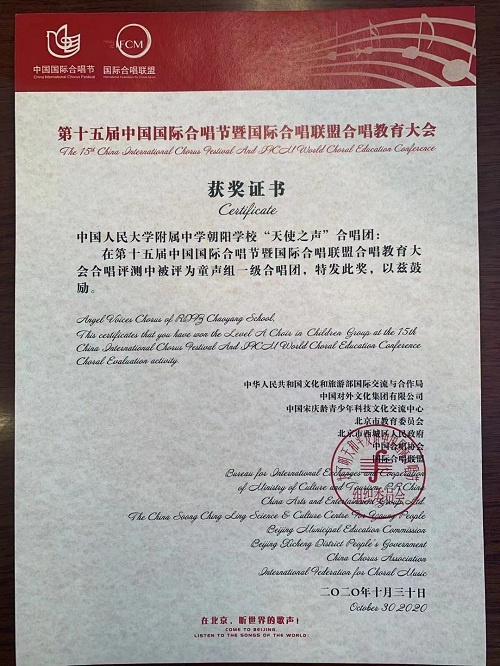 中国国际合唱节
China International Chorus Festival
IFCM
国际合唱联盟
International Federation for Choral Music
第十五届中国国际合唱节暨国际合唱联盟合唱教育大会
The 15th China International Chorus Festival And IFCM World Choral Education Conference
获奖证书
Certificate
中国人民大学附属中学朝阳学校“天使之声”合唱团：
在第十五届中国国际合唱节暨国际合唱联盟合唱教育大
会合唱评测中被评为童声组一级合唱团，特发此奖，以兹鼓
励。
Angel Voices Chorus of RDFZ Chaoyang School,
This certificates that you have won the Level A Choir in Children Group at the 15th
China International Chorus Festival And IFCM World Choral Education Conference
Choral Evaluation activity.
中华人民共和国文化和旅游部国际交流与合作局
中国对外文化集团有限公司
中国宋庆龄青少年科技文化交流中心
北京市教育委员会
北京市西城区人民政府
中国合唱协会
国际合唱联盟
组织委员会
Bureau for International Exchanges and Cooperation
of Ministry of Culture and Tourism, P.R.China
China Arts and Entertainment Group Ltd.
The China Soong Ching Ling Science & Culture Centre For Young People
Beijing Municipal Education Commission
Beijing Xicheng District People's Government
China Chorus Association
International Federation for Choral Music
二〇二〇年十月三十日
October 30,2020
在北京，听世界的歌声！
COME TO BEIJING,
LISTEN TO THE SONGS OF THE WORLD!